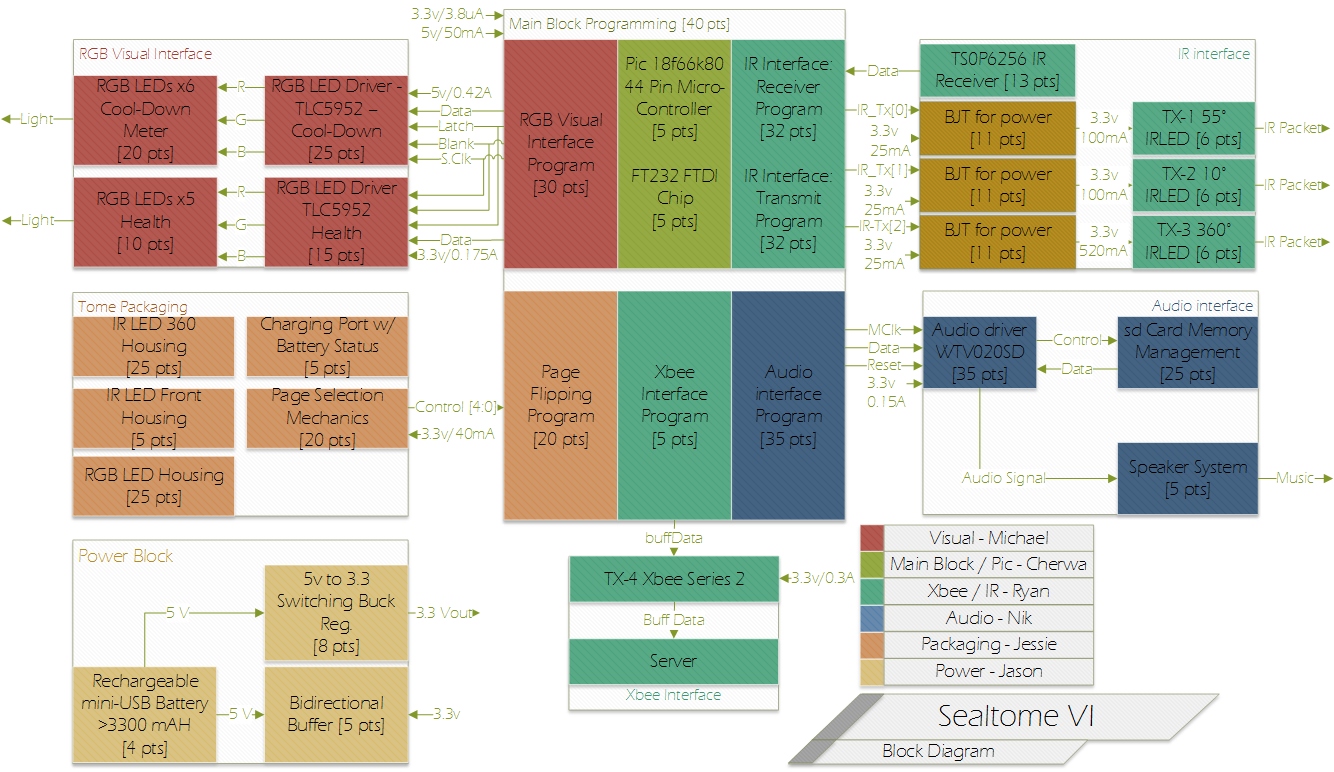 3.3v/3.8uA
5v/50mA
Main Block Programming [40 pts]
RGB Visual
Interface
Program
[30 pts]
Pic 18f66k80
44 Pin Micro-
Controller
[5 pts]
FT232 FTDI
Chip
[5 pts]
IR Interface:
Receiver
Program
[32 pts]
IR Interface:
Transmit
Program
[32 pts]
Page
Flipping
Program
[20 pts]
Xbee
Interface
Program
[5 pts]
Audio
interface
Program
[35 pts]
RGB Visual Interface
RGB LEDs x6
Cool-Down
Meter
[20 pts]
RGB LED Driver -
TLC5952 –
Cool-Down
[25 pts]
RGB LEDs x5
Health
[10 pts]
RGB LED Driver
TLC5952
Health
[15 pts]
Light
Light
R
G
B
R
G
B
5v/0.42A
Data
Latch
Blank
S.Clk
Data
3.3v/0.175A
IR interface
TS0P6256 IR
Receiver [13 pts]
BJT for power
[11 pts]
BJT for power
[11 pts]
BJT for power
[11 pts]
TX-1 55°
IRLED [6 pts]
TX-2 10°
IRLED [6 pts]
TX-3 360°
IRLED [6 pts]
Data
IR_Tx[0]
3.3v
25mA
IR_Tx[1]
3.3v
25mA
IR-Tx[2]
3.3v
25mA
3.3v
100mA
3.3v
100mA
3.3v
520mA
IR Packet
IR Packet
IR Packet
Tome Packaging
IR LED 360
Housing
[25 pts]
Charging Port w/
Battery Status
[5 pts]
IR LED Front
Housing
[5 pts]
Page Selection
Mechanics
[20 pts]
RGB LED Housing
[25 pts]
Control [4:0]
3.3v/40mA
Audio interface
Audio driver
WTV020SD
[35 pts]
sd Card Memory
Management
[25 pts]
Speaker System
[5 pts]
MClk
Data
Reset
3.3v
0.15A
Control
Data
Audio Signal
Music
Power Block
5v to 3.3
Switching Buck
Reg.
[8 pts]
Rechargeable
mini-USB Battery
>3300 mAH
[4 pts]
Bidirectional
Buffer [5 pts]
5 V
5 V
3.3 Vout
3.3v
buffData
TX-4 Xbee Series 2
3.3v/0.3A
Buff Data
Server
Xbee Interface
Visual - Michael
Main Block / Pic - Cherwa
Xbee / IR - Ryan
Audio - Nik
Packaging - Jessie
Power - Jason
Sealtome VI
Block Diagram